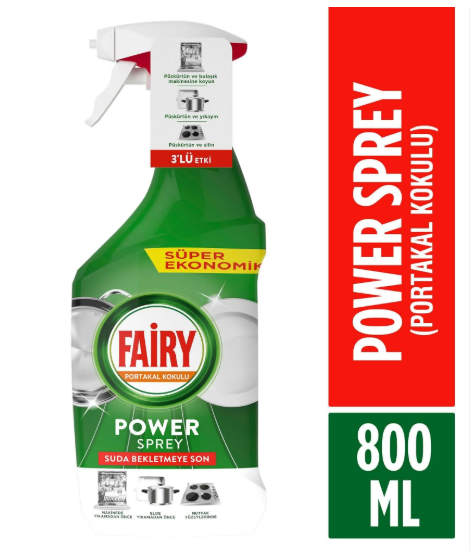 Püskürtün ve bulaşık
makinesine koyun
Püskürtün ve yıkayın
Püskürtün ve silin
3'LÜ ETKİ
SÜPER
EKONOMİK
FAIRY
PORTAKAL KOKULU
POWER
SPREY
SUDA BEKLETMEYE SON
MAKİNEDE
YIKAMADAN ÖNCE
ELDE
YIKAMADAN ÖNCE
MUTFAK
YÜZEYLERİNDE
POWER SPREY
(PORTAKAL KOKULU)
800
ML